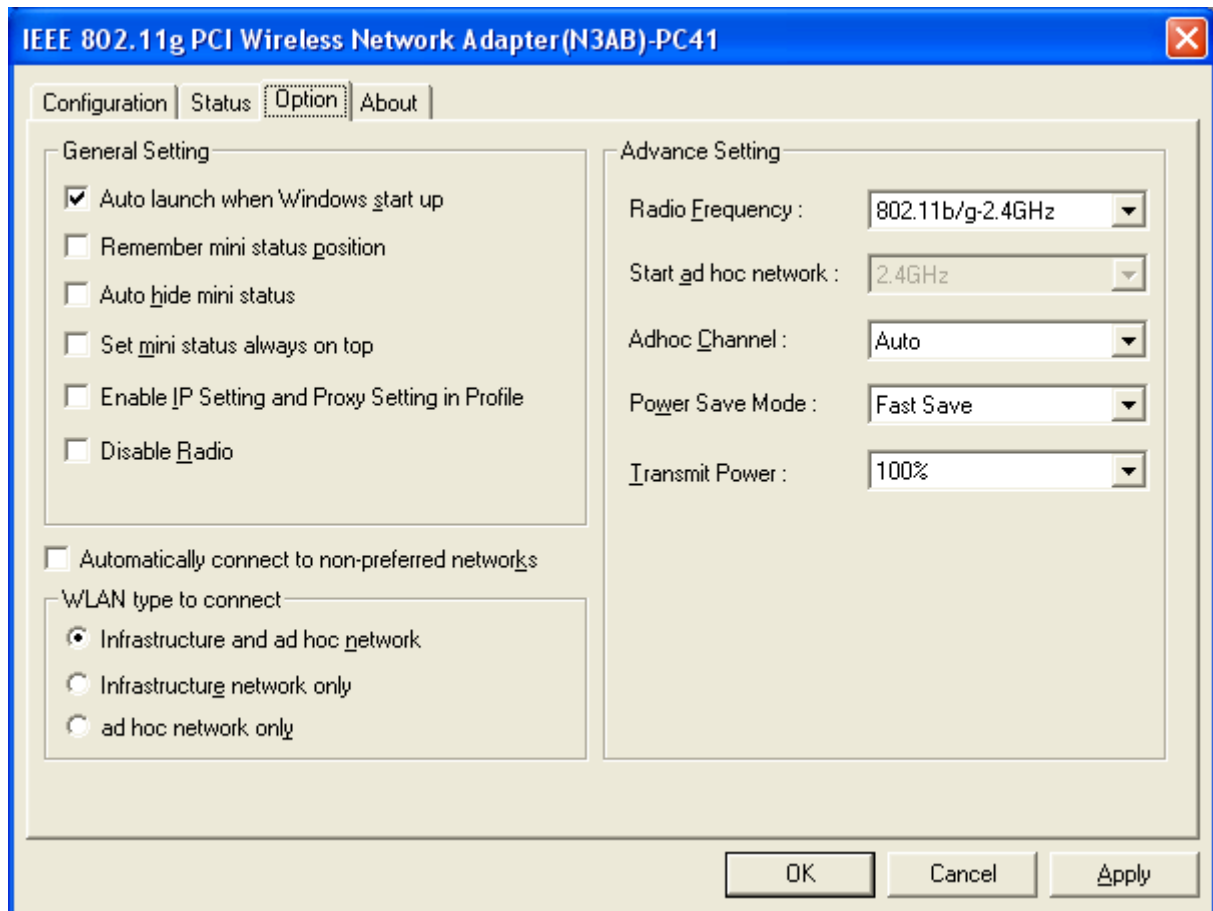 IEEE 802.11g PCI Wireless Network Adapter(N3AB)-PC41
Configuration
Status
Option
About
General Setting
Auto launch when Windows start up
Remember mini status position
Auto hide mini status
Set mini status always on top
Enable IP Setting and Proxy Setting in Profile
Disable Radio
Automatically connect to non-preferred networks
WLAN type to connect
Infrastructure and ad hoc network
Infrastructure network only
ad hoc network only
Advance Setting
Radio Frequency : 802.11b/g-2.4GHz
Start ad hoc network : 2.4GHz
Adhoc Channel : Auto
Power Save Mode : Fast Save
Transmit Power : 100%
OK
Cancel
Apply